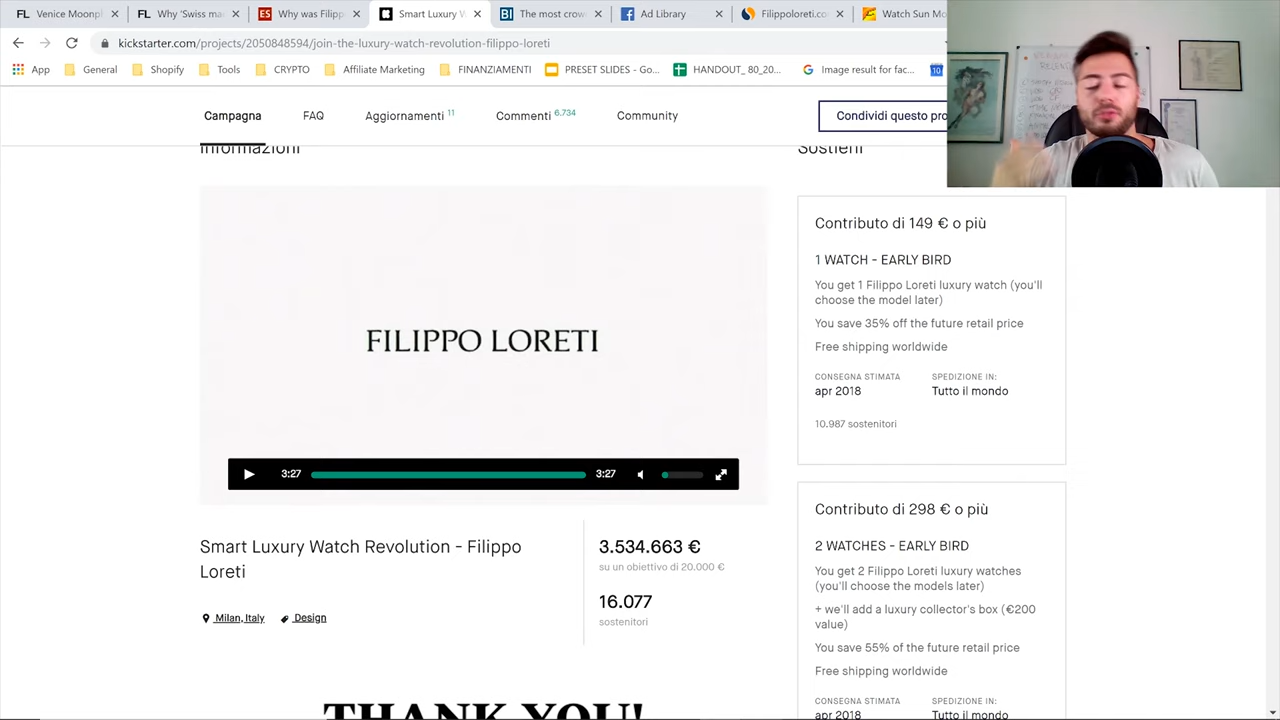 FL Venice Moonph
FL Why 'Swiss ma
ES Why was Filipp
Smart Luxury W
BI The most crow
Ad Library
Filippoloreti.co
Watch Sun Mo
kickstarter.com/projects/2050848594/join-the-luxury-watch-revolution-filippo-loreti
App
General
Shopify
Tools
CRYPTO
Affiliate Marketing
FINANZIAMENTI
PRESET SLIDES - Go...
HANDOUT_ 80_20...
Image result for fac...
10
Campagna
FAQ
Aggiornamenti 11
Commenti 6.734
Community
Condividi questo pro
Informazioni
Sostieni
FILIPPO LORETI
3:27
3:27
Smart Luxury Watch Revolution - Filippo
Loreti
Milan, Italy
Design
3.534.663 €
su un obiettivo di 20.000 €
16.077
sostenitori
THANK YOU!
Contributo di 149 € o più
1 WATCH - EARLY BIRD
You get 1 Filippo Loreti luxury watch (you'll
choose the model later)
You save 35% off the future retail price
Free shipping worldwide
CONSEGNA STIMATA
apr 2018
SPEDIZIONE IN:
Tutto il mondo
10.987 sostenitori
Contributo di 298 € o più
2 WATCHES - EARLY BIRD
You get 2 Filippo Loreti luxury watches
(you'll choose the models later)
+ we'll add a luxury collector's box (€200
value)
You save 55% of the future retail price
Free shipping worldwide
CONSEGNA STIMATA
apr 2018
SPEDIZIONE IN:
Tutto il mondo